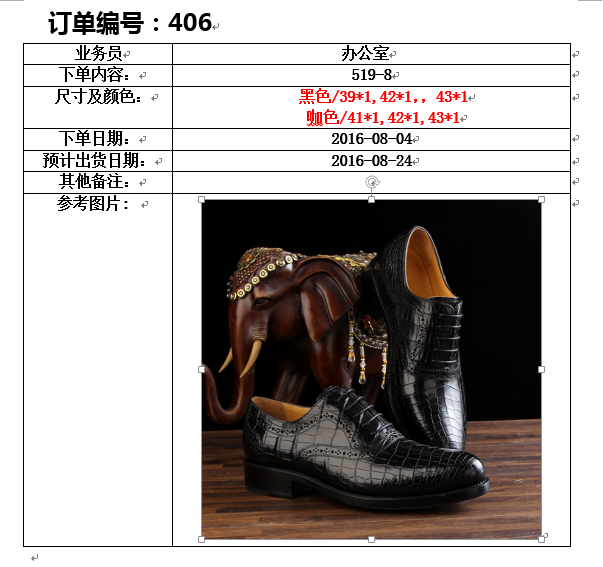 订单编号：406
业务员 办公室
下单内容： 519-8
尺寸及颜色： 黑色/39*1,42*1,，43*1
咖色/41*1,42*1,43*1
下单日期： 2016-08-04
预计出货日期： 2016-08-24
其他备注：
参考图片：